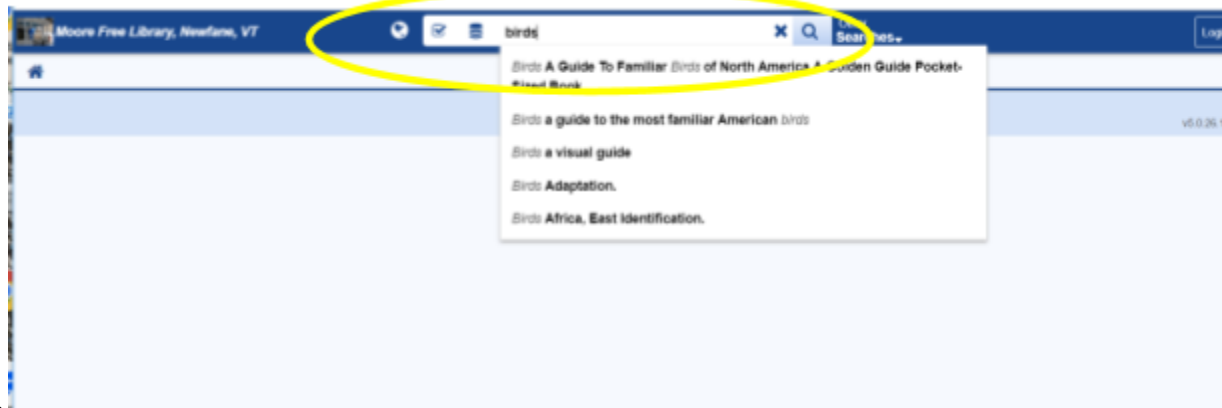 Moore Free Library, Newfane, VT
birds
Searches
Birds A Guide To Familiar Birds of North America A Golden Guide Pocket-
Sized Book
Birds a guide to the most familiar American birds
Birds a visual guide
Birds Adaptation.
Birds Africa, East Identification.